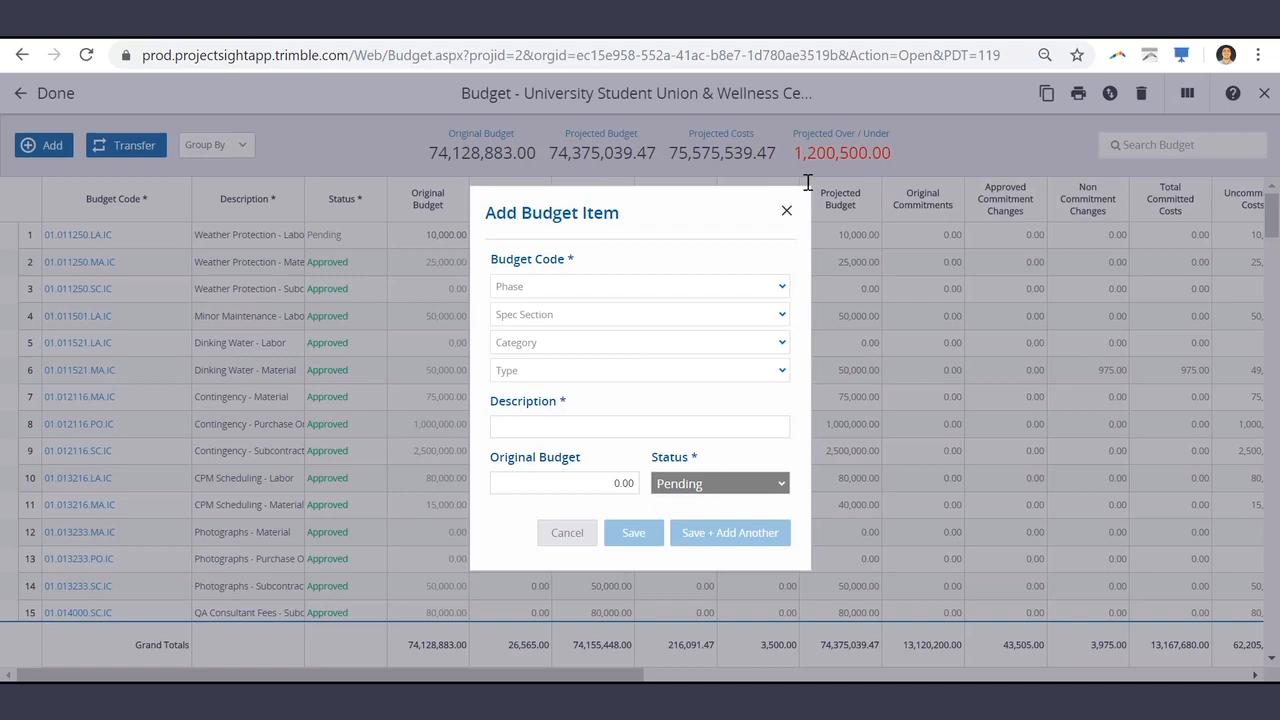 prod.projectsightapp.trimble.com/Web/Budget.aspx?projid=2&orgid=ec15e958-552a-41ac-b8e7-1d780ae3519b&Action=Open&PDT=119
Done
Budget - University Student Union & Wellness Ce...
Add
Transfer
Group By
Original Budget
74,128,883.00
Projected Budget
74,375,039.47
Projected Costs
75,575,539.47
Projected Over / Under
1,200,500.00
Search Budget
Budget Code *
Description *
Status *
Original Budget
Projected Budget
Original Commitments
Approved Commitment Changes
Non Commitment Changes
Total Committed Costs
Uncomm
Costs
1 01.011250.LA.IC Weather Protection - Labo Pending 10,000.00 10,000.00 0.00 0.00 0.00 0.00 10,
2 01.011250.MA.IC Weather Protection - Mate Approved 25,000.00 25,000.00 0.00 0.00 0.00 0.00 25,
3 01.011250.SC.IC Weather Protection - Subc Approved 0.00 0.00 0.00 0.00 0.00 0.00
4 01.011501.LA.IC Minor Maintenance - Labo Approved 50,000.00 50,000.00 0.00 0.00 0.00 0.00 50,
5 01.011521.LA.IC Dinking Water - Labor Approved 0.00 0.00 0.00 0.00 0.00 0.00
6 01.011521.MA.IC Dinking Water - Material Approved 50,000.00 50,000.00 0.00 0.00 975.00 975.00 49,
7 01.012116.MA.IC Contingency - Material Approved 75,000.00 75,000.00 0.00 0.00 0.00 0.00 75,
8 01.012116.PO.IC Contingency - Purchase Or Approved 1,000,000.00 1,000,000.00 0.00 0.00 0.00 0.00 1,000,
9 01.012116.SC.IC Contingency - Subcontract Approved 2,500,000.00 2,500,000.00 0.00 0.00 0.00 0.00 2,500,
10 01.013216.LA.IC CPM Scheduling - Labor Approved 80,000.00 80,000.00 0.00 0.00 0.00 0.00 80,
11 01.013216.MA.IC CPM Scheduling - Material Approved 40,000.00 40,000.00 0.00 0.00 0.00 0.00 40,
12 01.013233.MA.IC Photographs - Material Approved 0.00 0.00 0.00 0.00 0.00 0.00
13 01.013233.PO.IC Photographs - Purchase O Approved 0.00 0.00 0.00 0.00 0.00 0.00
14 01.013233.SC.IC Photographs - Subcontrac Approved 50,000.00 0.00 50,000.00 0.00 0.00 50,000.00 0.00 0.00 0.00 0.00 50,
15 01.014000.SC.IC QA Consultant Fees - Subc Approved 80,000.00 0.00 80,000.00 0.00 0.00 80,000.00 0.00 0.00 0.00 0.00 80,
Grand Totals 74,128,883.00 26,565.00 74,155,448.00 216,091.47 3,500.00 74,375,039.47 13,120,200.00 43,505.00 3,975.00 13,167,680.00 62,205,
Add Budget Item
Budget Code *
Phase
Spec Section
Category
Type
Description *
Original Budget
Status *
0.00
Pending
Cancel
Save
Save + Add Another